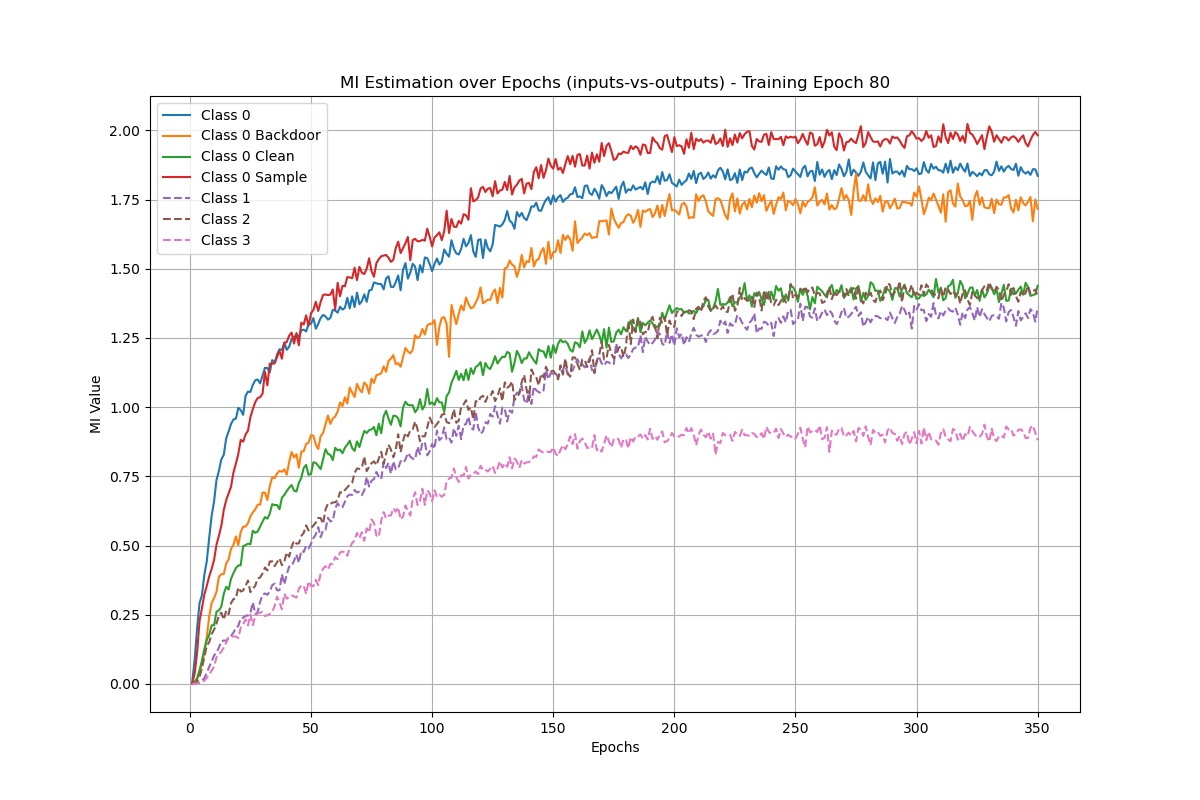 MI Estimation over Epochs (inputs-vs-outputs) - Training Epoch 80
Class 0
Class 0 Backdoor
Class 0 Clean
Class 0 Sample
Class 1
Class 2
Class 3
2.00
1.75
1.50
1.25
1.00
0.75
0.50
0.25
0.00
MI Value
0 50 100 150 200 250 300 350
Epochs